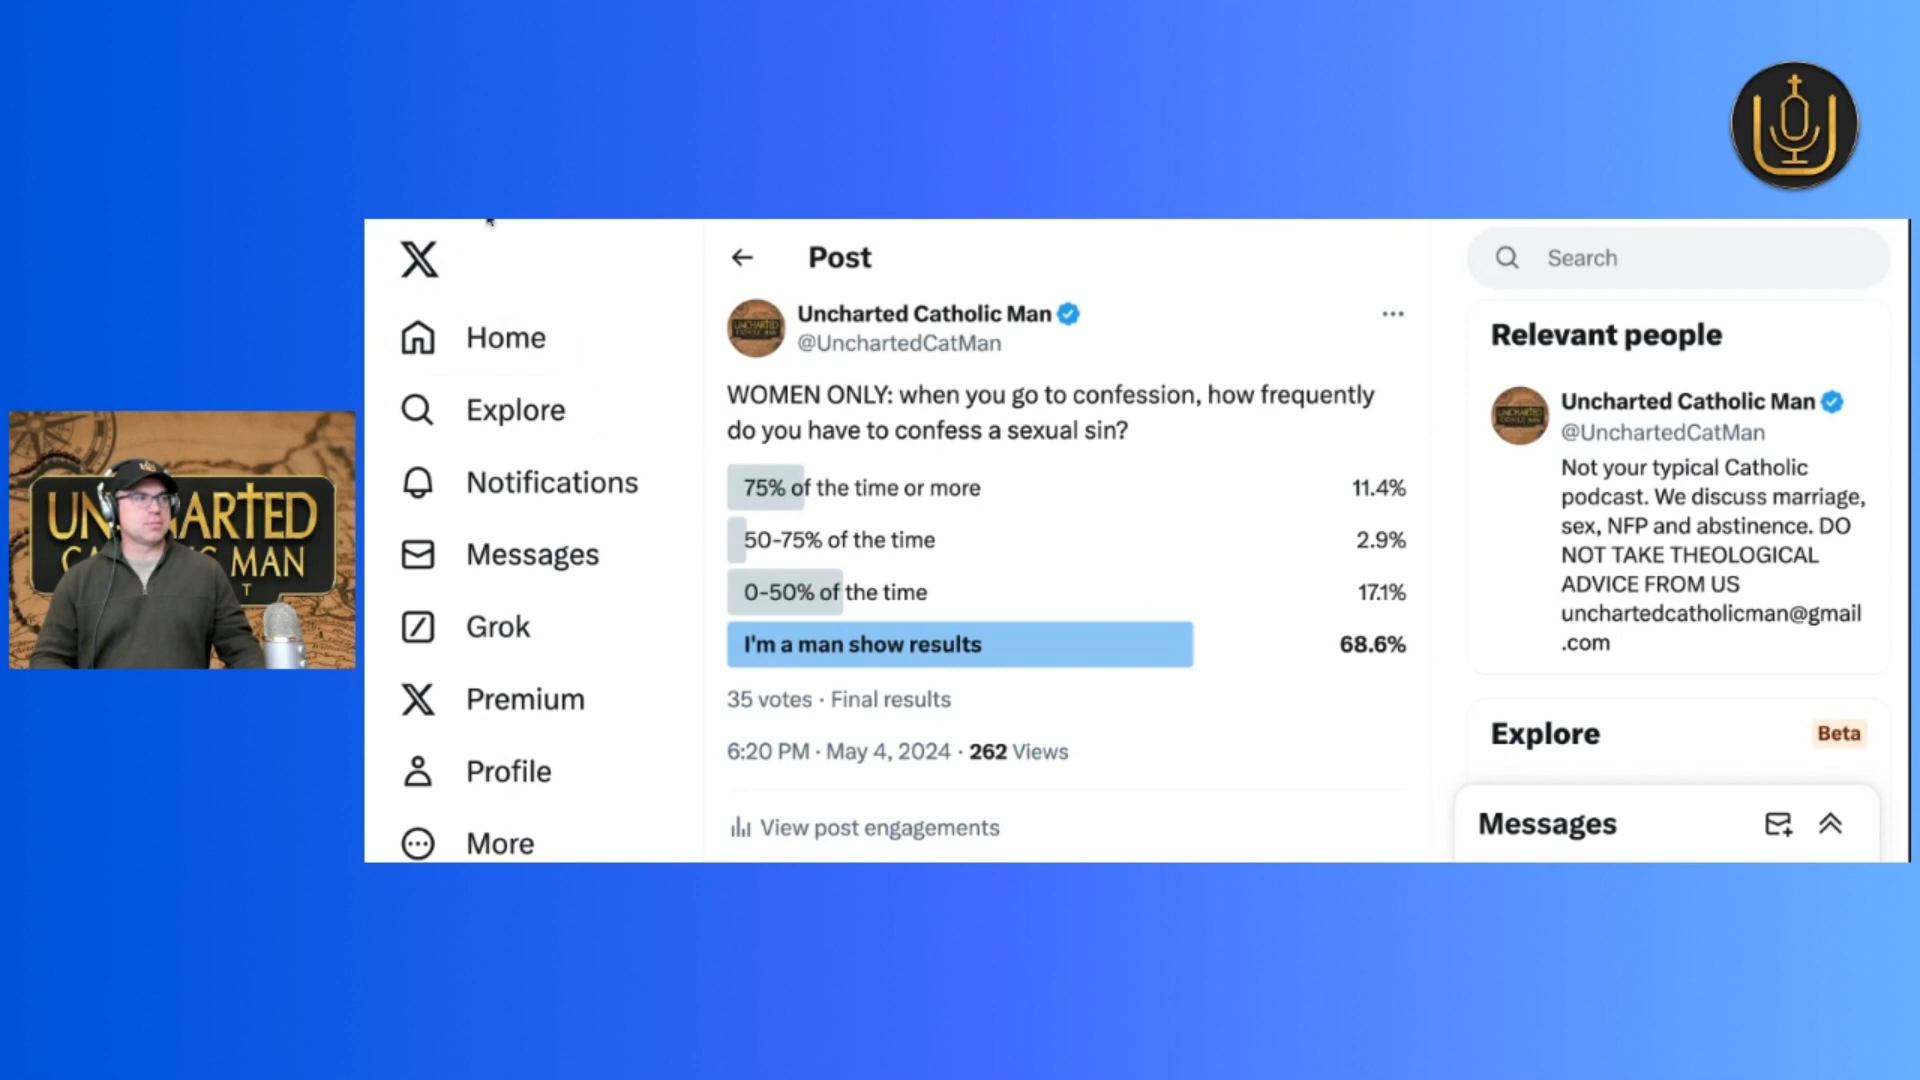 Home
Explore
Notifications
Messages
Grok
Premium
Profile
More
Post
Uncharted Catholic Man
@UnchartedCatMan
WOMEN ONLY: when you go to confession, how frequently
do you have to confess a sexual sin?
75% of the time or more 11.4%
50-75% of the time 2.9%
0-50% of the time 17.1%
I'm a man show results 68.6%
35 votes · Final results
6:20 PM · May 4, 2024 · 262 Views
View post engagements
Search
Relevant people
Uncharted Catholic Man
@UnchartedCatMan
Not your typical Catholic
podcast. We discuss marriage,
sex, NFP and abstinence. DO
NOT TAKE THEOLOGICAL
ADVICE FROM US
unchartedcatholicman@gmail
.com
Explore
Beta
Messages
UN ARTED
MAN
T